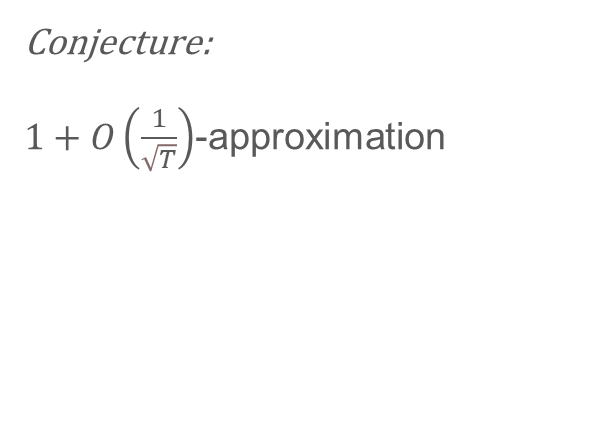 Conjecture:
1 + O(1/√T)-approximation